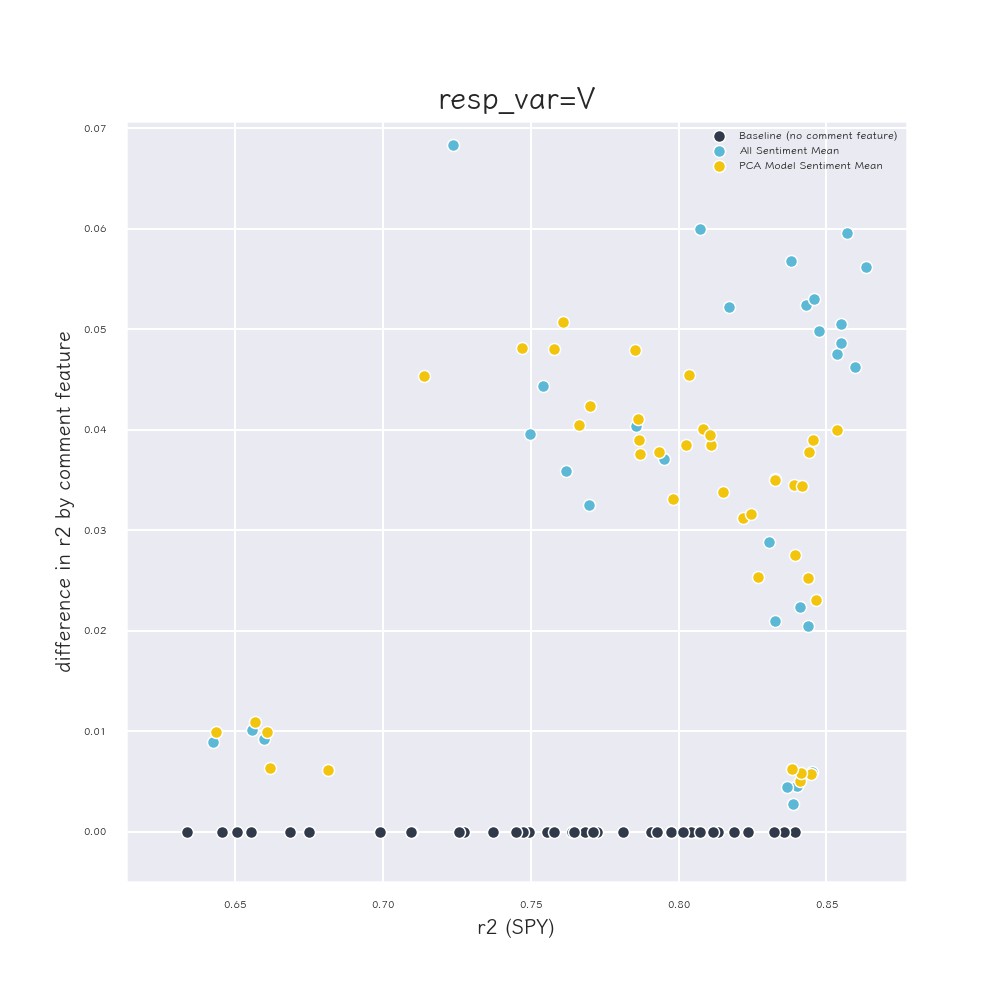 resp_var=V
0.07
0.06
0.05
0.04
0.03
0.02
0.01
0.00
difference in r2 by comment feature
Baseline (no comment feature)
All Sentiment Mean
PCA Model Sentiment Mean
0.65 0.70 0.75 0.80 0.85
r2 (SPY)